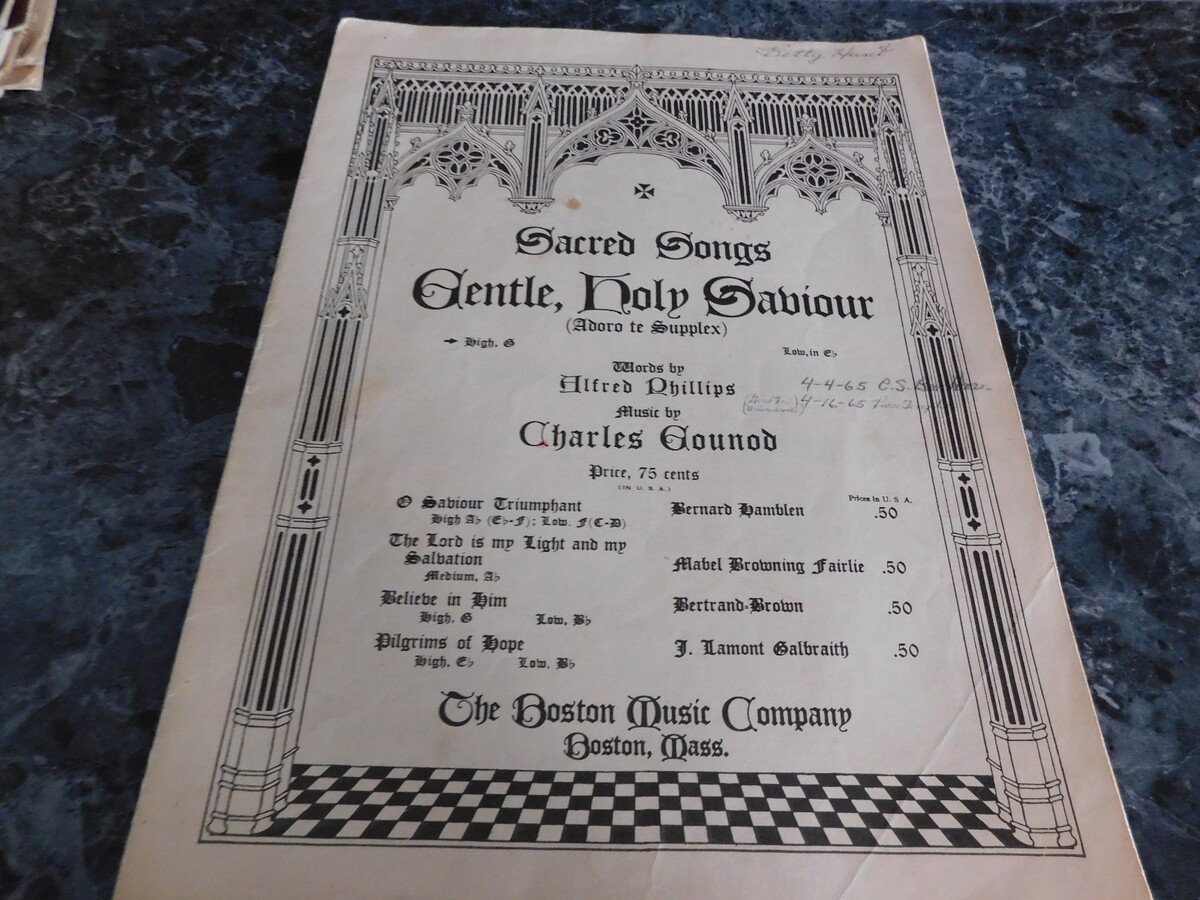 Betty Hunt
Sacred Songs
Gentle, Holy Saviour
(Adoro te Supplex)
→ High, G Low, in E♭
Words by
Alfred Phillips
4-4-65 C.S.
Music by
4-16-65
Charles Gounod
Price, 75 cents
(IN U. S. A.)
Prices in U. S. A.
O Saviour Triumphant Bernard Hamblen .50
High A♭ (E♭-F); Low, F(C-D)
The Lord is my Light and my
Salvation Mabel Browning Fairlie .50
Medium, A♭
Believe in Him Bertrand-Brown .50
High, G Low, B♭
Pilgrims of Hope J. Lamont Galbraith .50
High, E♭ Low, B♭
The Boston Music Company
Boston, Mass.